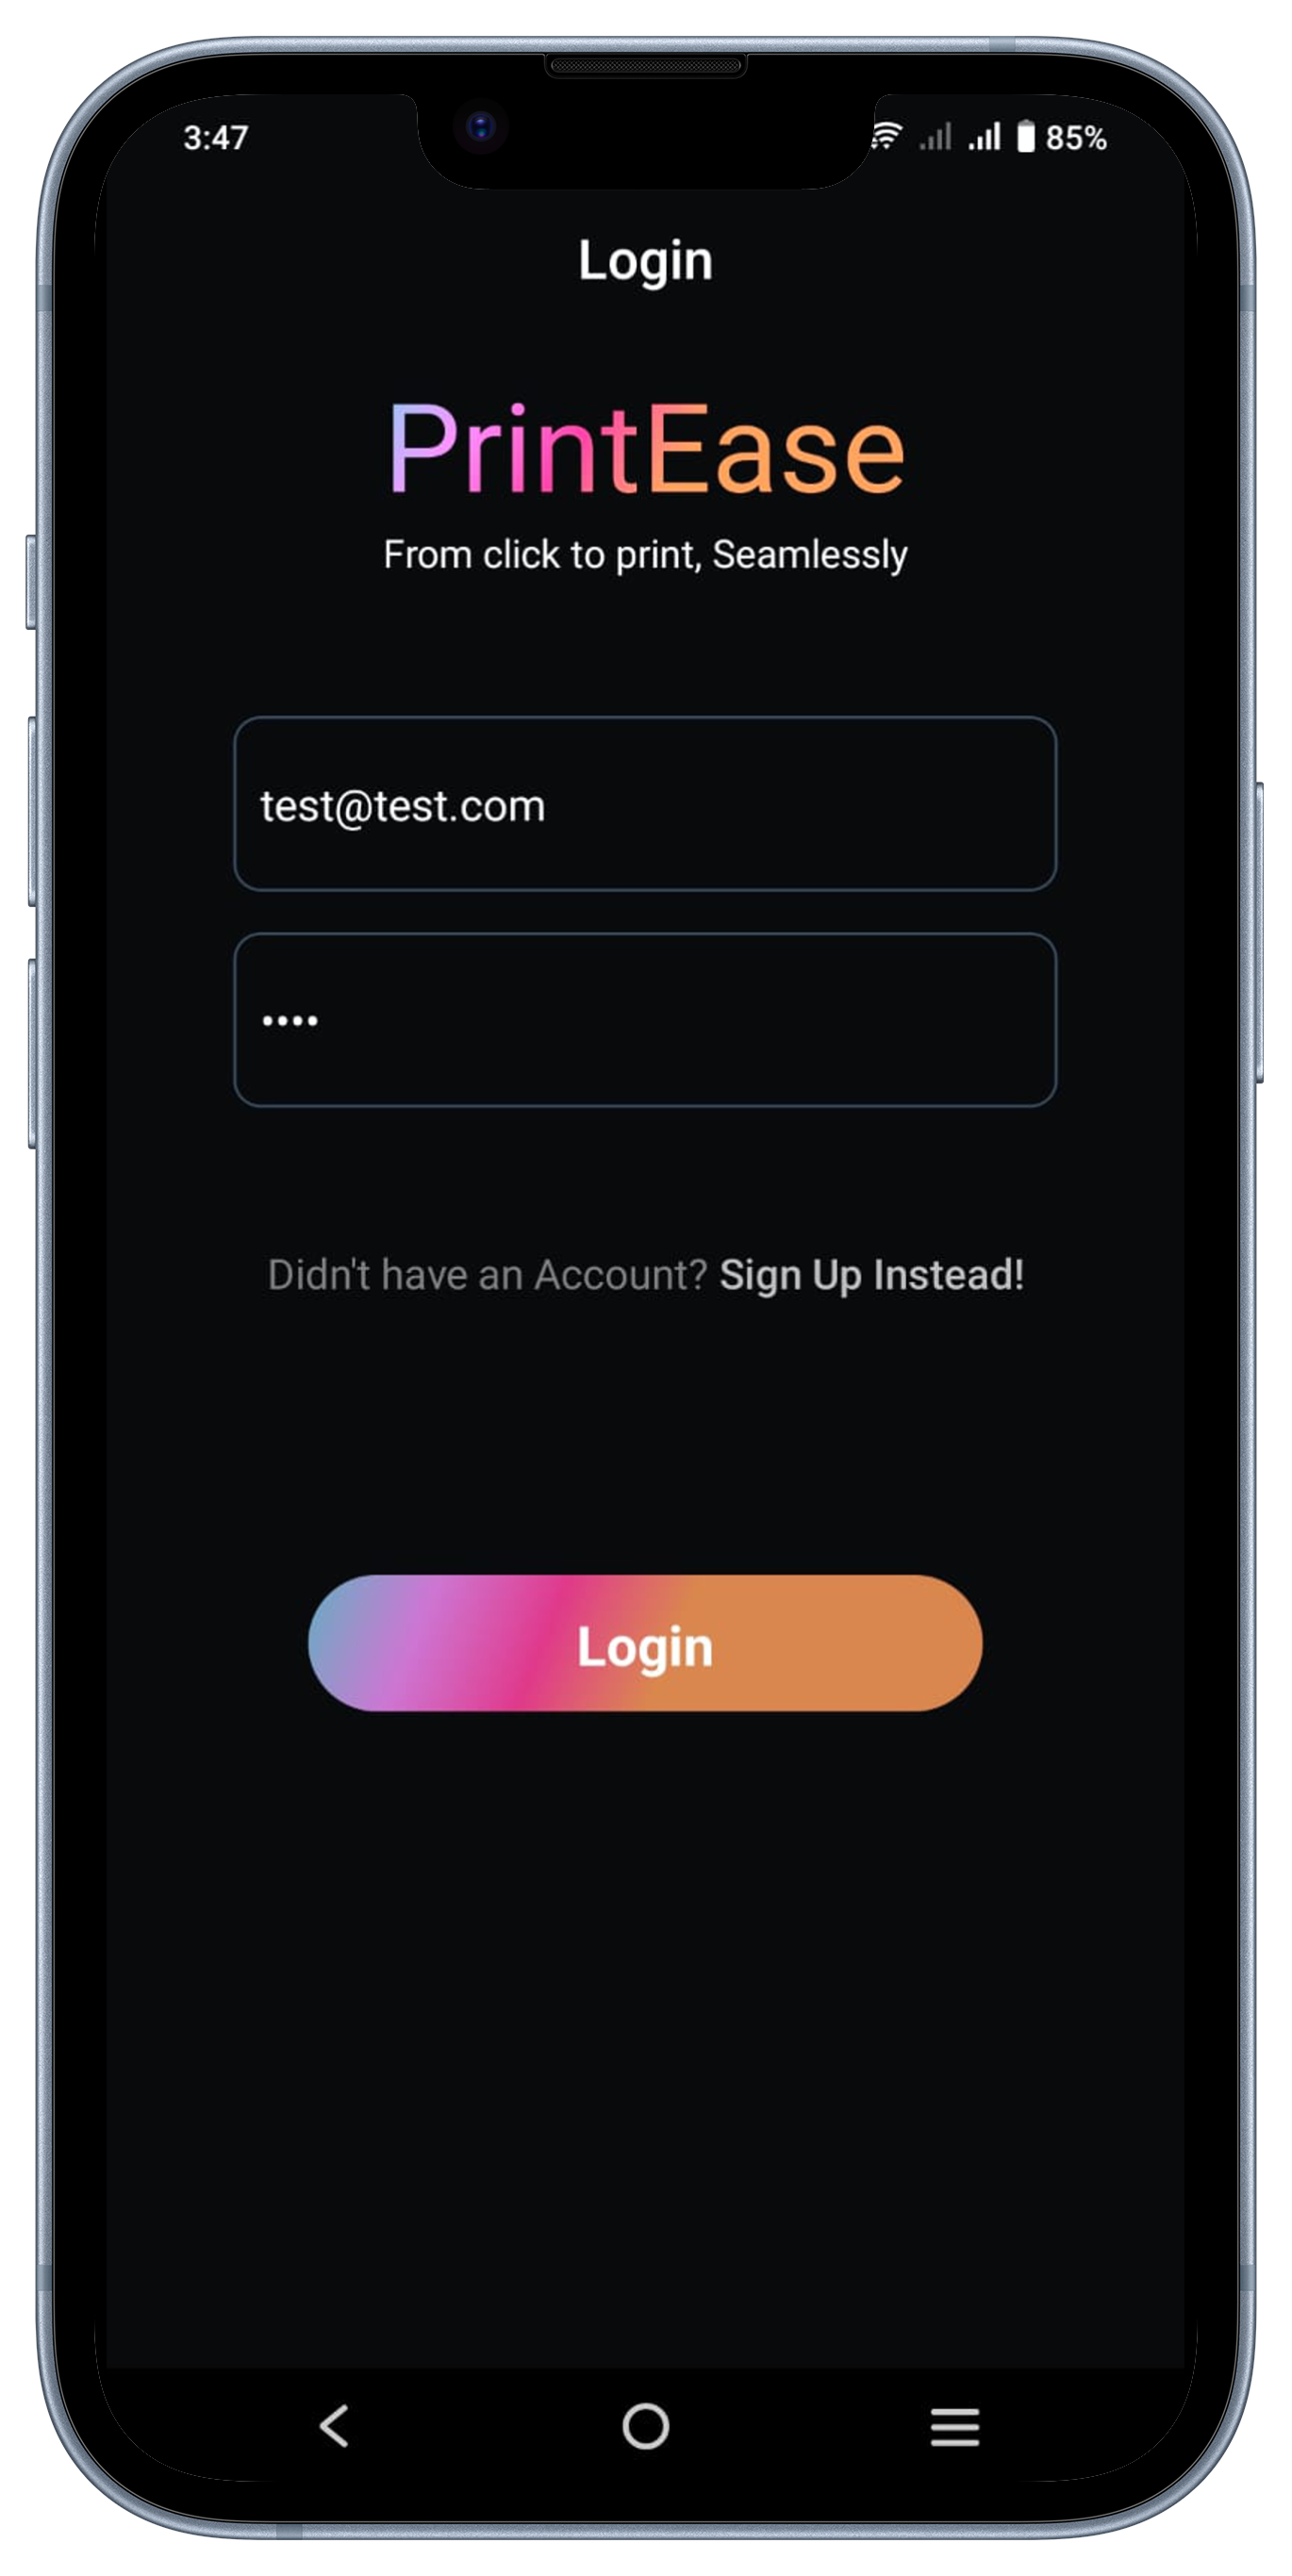 3:47
85%
Login
PrintEase
From click to print, Seamlessly
test@test.com
••••
Didn't have an Account? Sign Up Instead!
Login